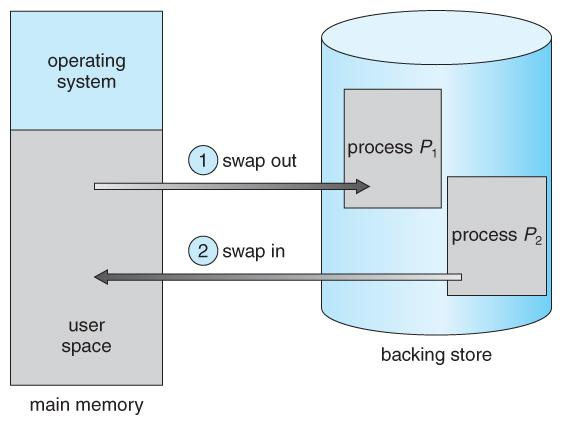 operating
system
1 swap out
process P1
2 swap in
process P2
user
space
backing store
main memory